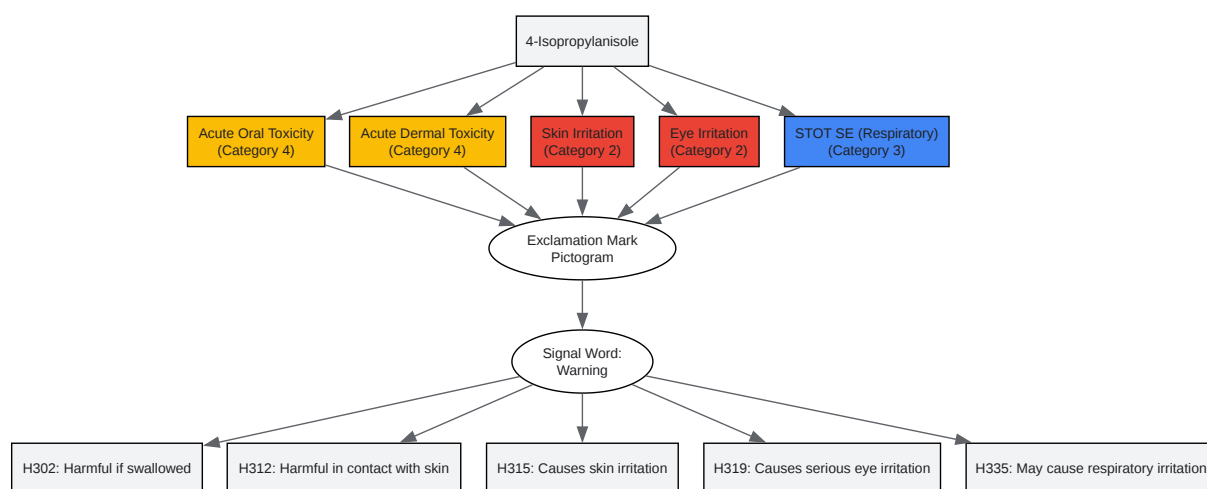 4-Isopropylanisole
Acute Oral Toxicity
(Category 4)
Acute Dermal Toxicity
(Category 4)
Skin Irritation
(Category 2)
Eye Irritation
(Category 2)
STOT SE (Respiratory)
(Category 3)
Exclamation Mark
Pictogram
Signal Word:
Warning
H302: Harmful if swallowed
H312: Harmful in contact with skin
H315: Causes skin irritation
H319: Causes serious eye irritation
H335: May cause respiratory irritation